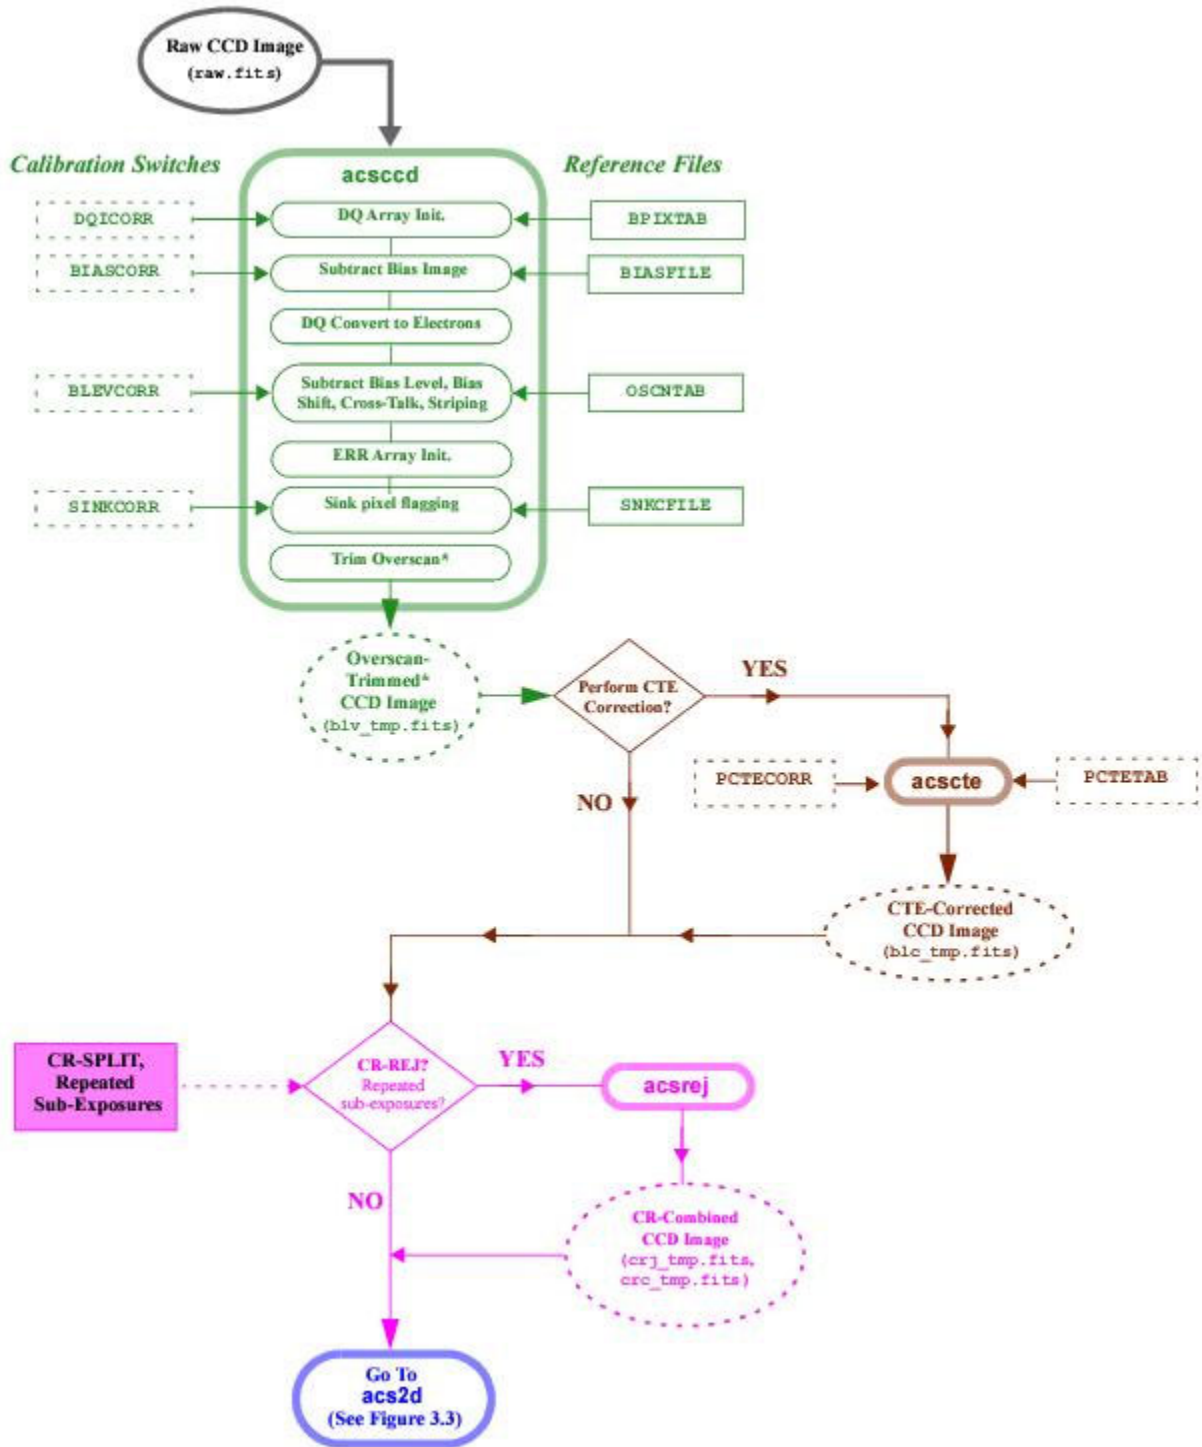 Raw CCD Image
(raw.fits)
Calibration Switches
Reference Files
acsccd
DQICORR
DQ Array Init.
BPIXTAB
BIASCORR
Subtract Bias Image
BIASFILE
DQ Convert to Electrons
BLEVCORR
Subtract Bias Level, Bias
Shift, Cross-Talk, Striping
OSCNTAB
ERR Array Init.
SINKCORR
Sink pixel flagging
SNKCFILE
Trim Overscan*
Overscan-
Trimmed*
CCD Image
(blv_tmp.fits)
Perform CTE
Correction?
YES
NO
PCTECORR
acscte
PCTETAB
CTE-Corrected
CCD Image
(blc_tmp.fits)
CR-SPLIT,
Repeated
Sub-Exposures
CR-REJ?
Repeated
sub-exposures?
YES
acsrej
NO
CR-Combined
CCD Image
(crj_tmp.fits,
crc_tmp.fits)
Go To
acs2d
(See Figure 3.3)